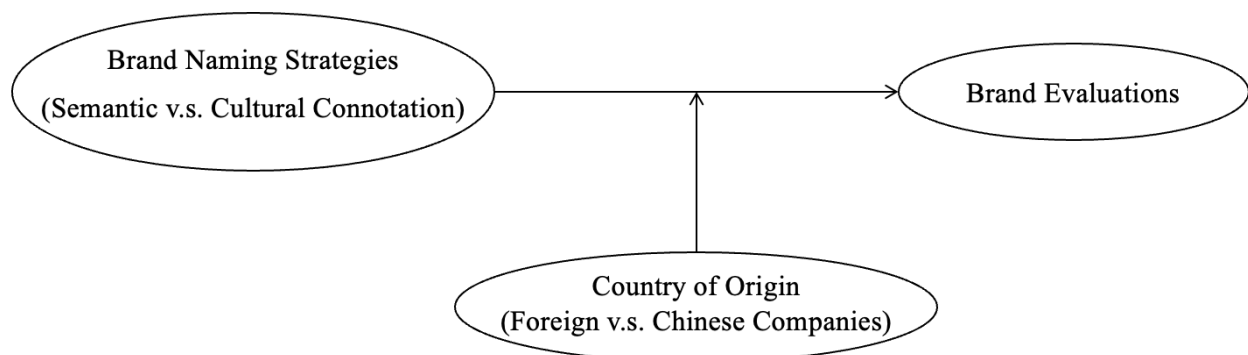 Brand Naming Strategies
(Semantic v.s. Cultural Connotation)
Brand Evaluations
Country of Origin
(Foreign v.s. Chinese Companies)